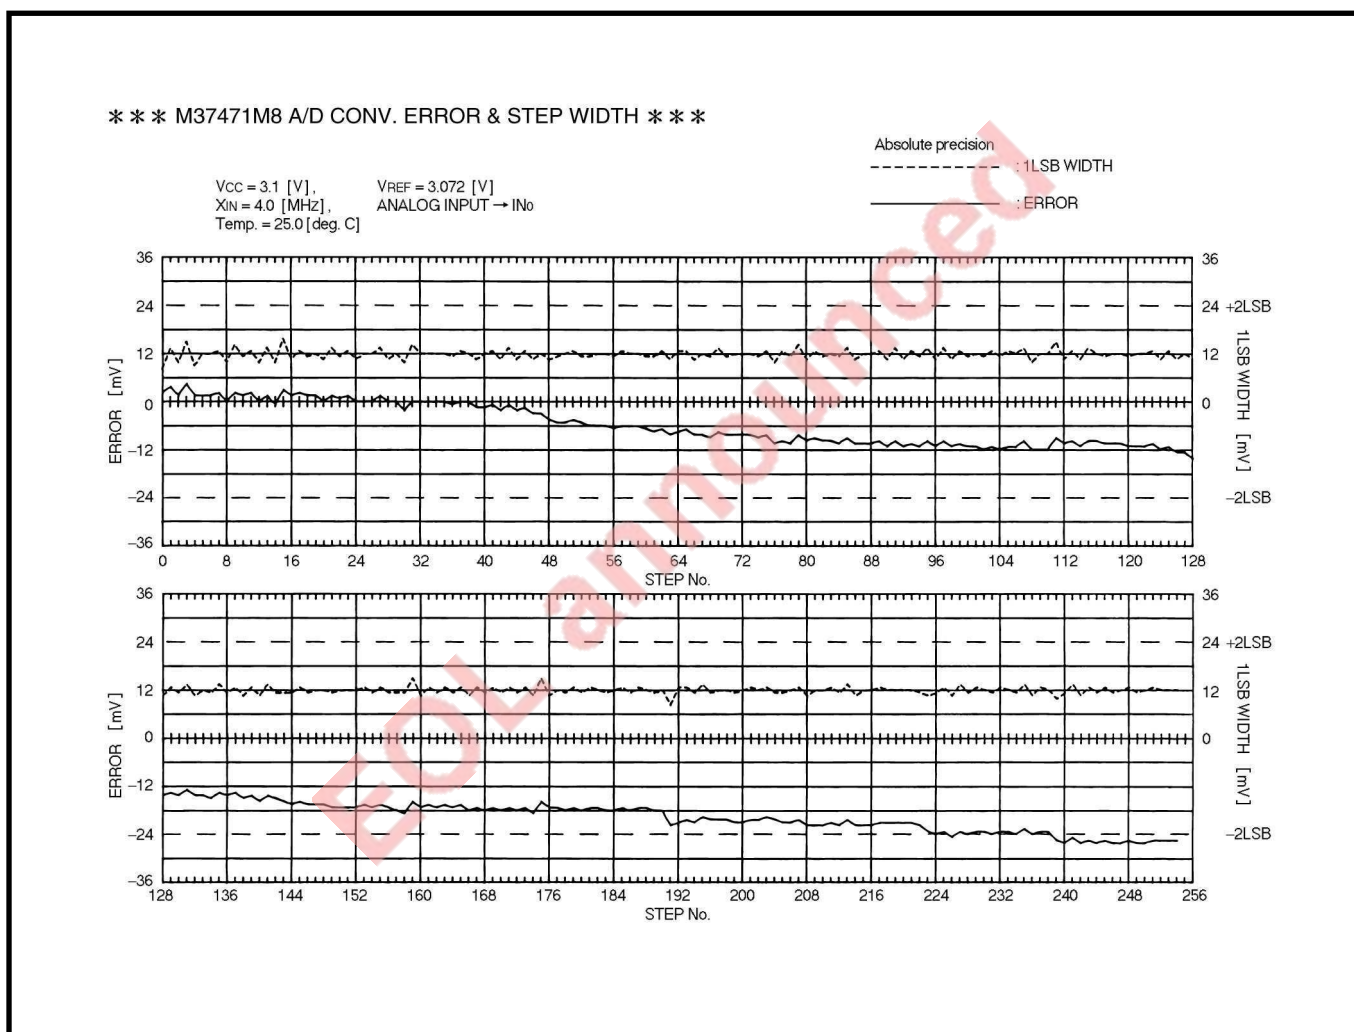 *** M37471M8 A/D CONV. ERROR & STEP WIDTH ***
Absolute precision
: 1LSB WIDTH
: ERROR
VCC = 3.1 [V], VREF = 3.072 [V]
XIN = 4.0 [MHz], ANALOG INPUT → IN0
Temp. = 25.0 [deg. C]
36
24
12
0
−12
−24
−36
ERROR [mV]
36
24 +2LSB
12
0
−2LSB
1LSB WIDTH [mV]
0 8 16 24 32 40 48 56 64 72 80 88 96 104 112 120 128
STEP No.
36
24
12
0
−12
−24
−36
ERROR [mV]
36
24 +2LSB
12
0
−2LSB
1LSB WIDTH [mV]
128 136 144 152 160 168 176 184 192 200 208 216 224 232 240 248 256
STEP No.
EOL announced